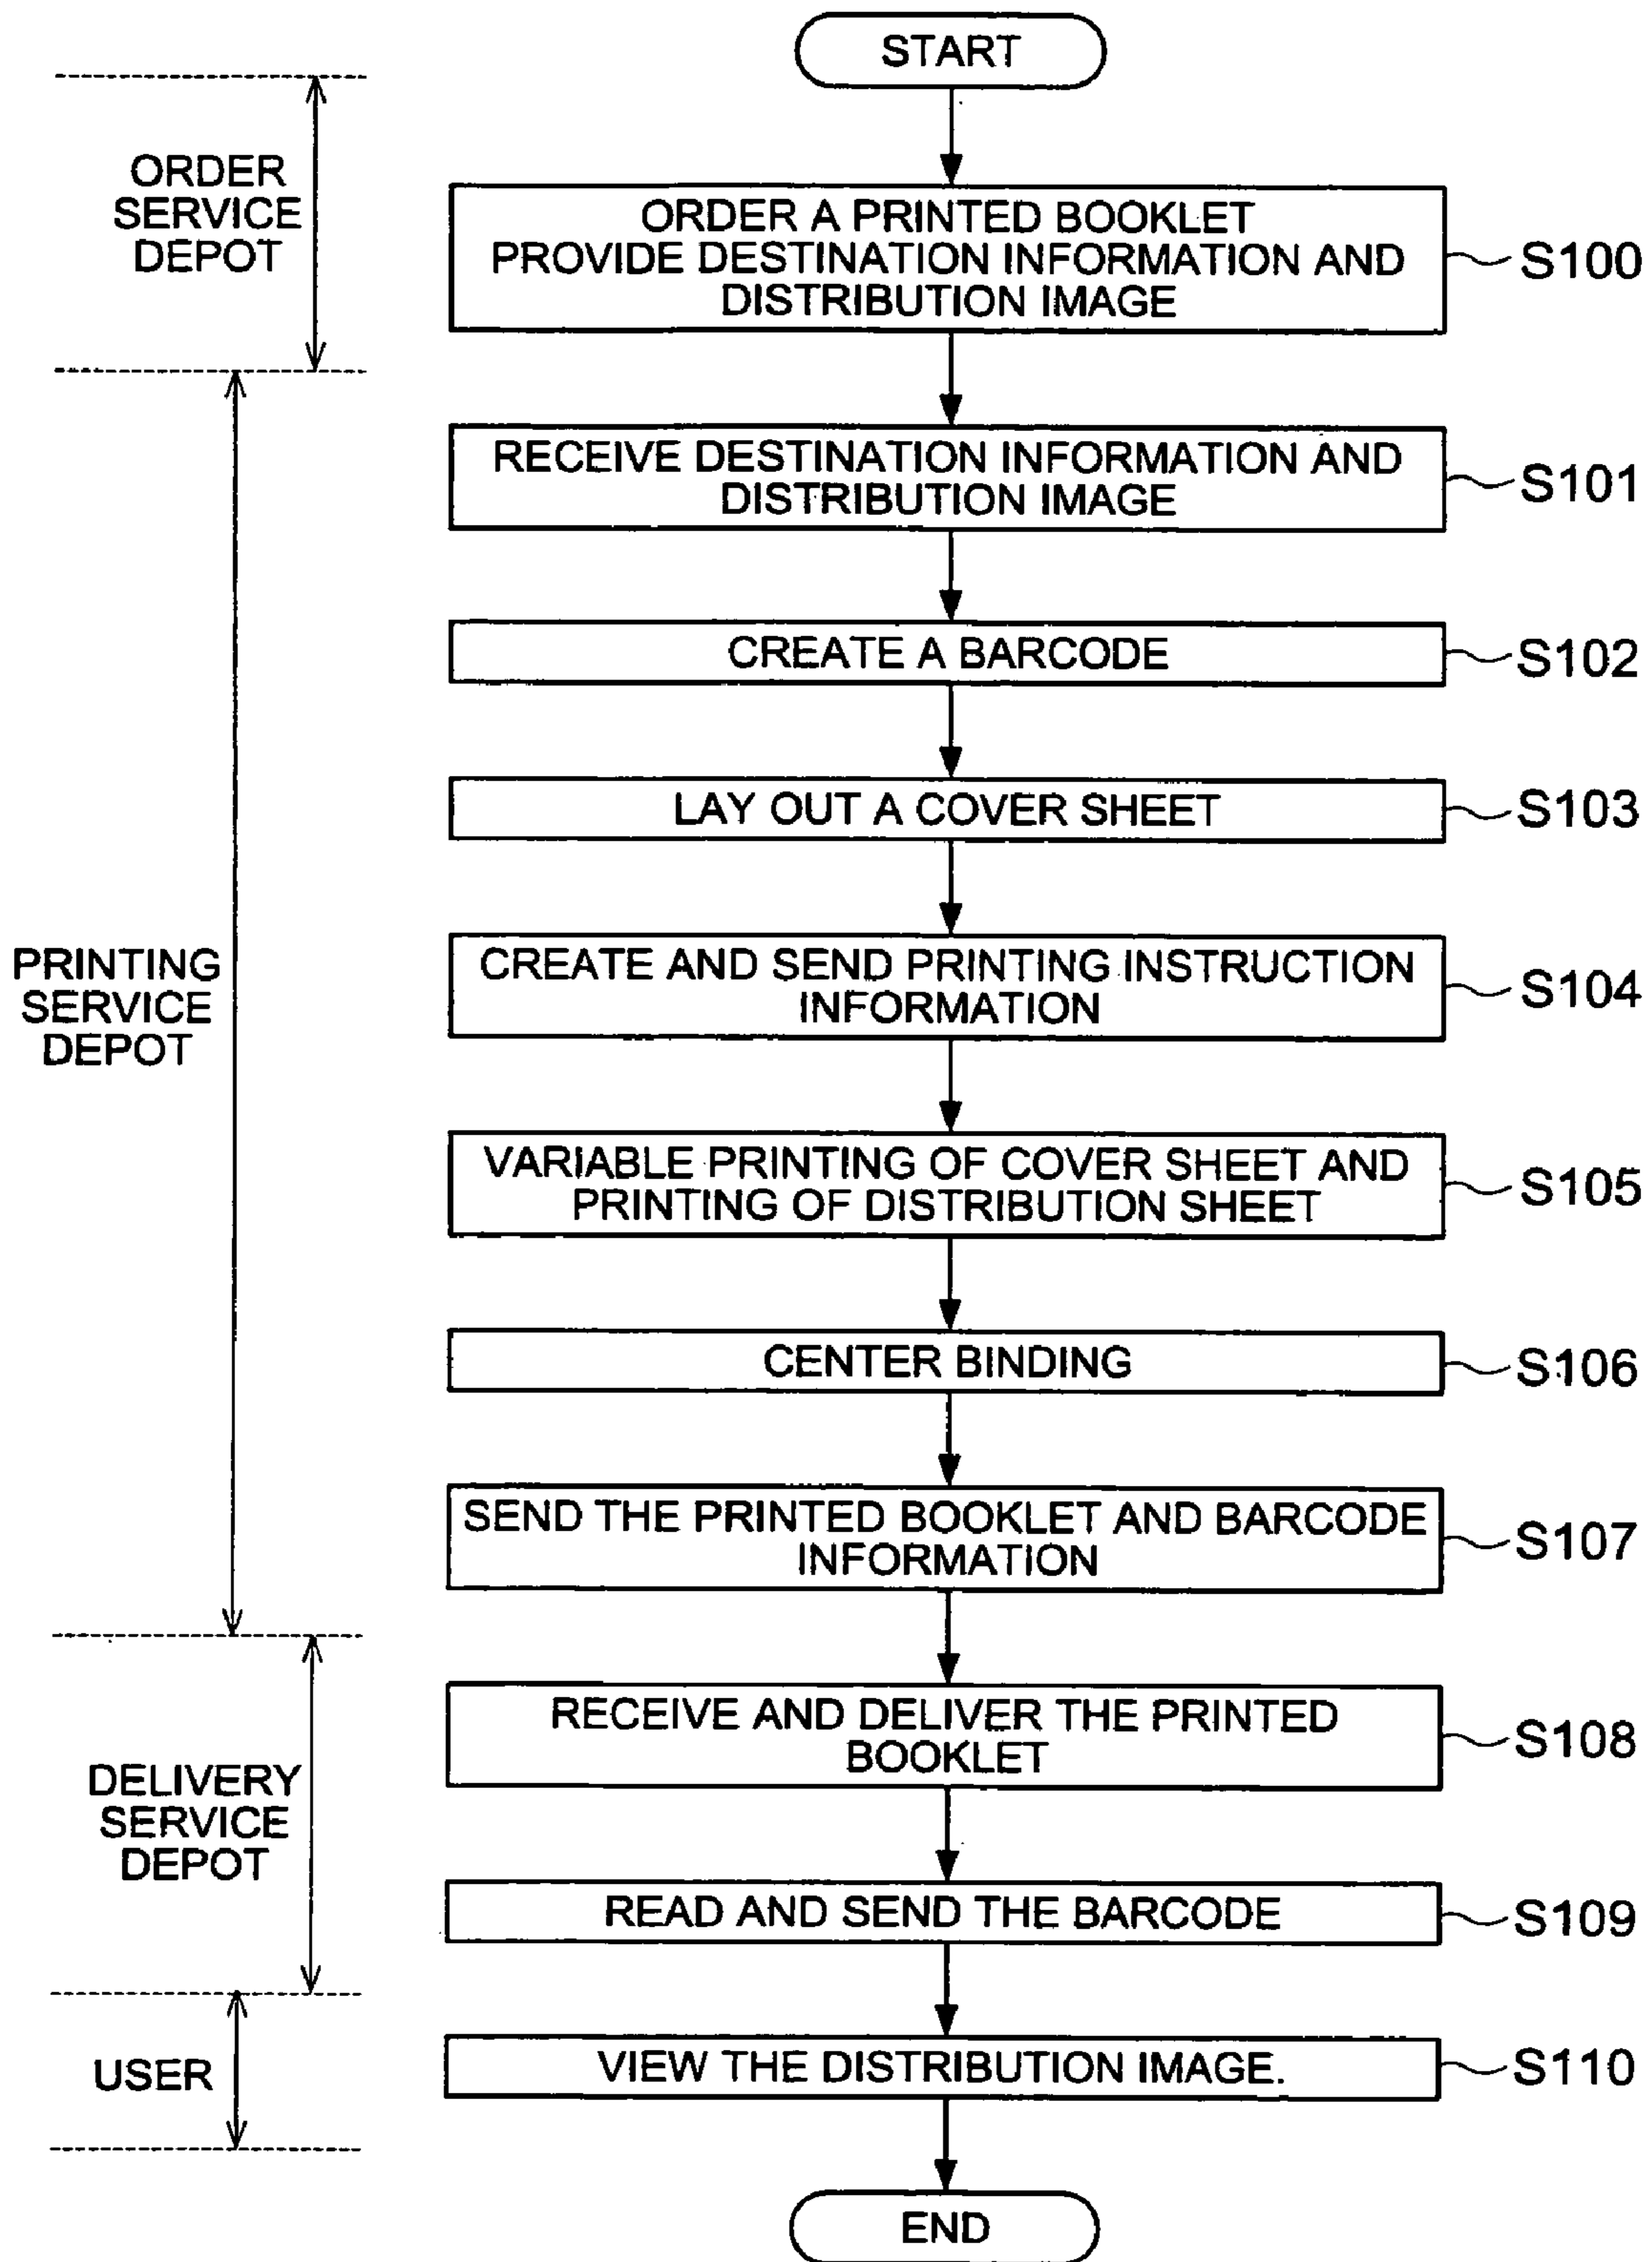 START
ORDER
SERVICE
DEPOT
ORDER A PRINTED BOOKLET
PROVIDE DESTINATION INFORMATION AND
DISTRIBUTION IMAGE
S100
RECEIVE DESTINATION INFORMATION AND
DISTRIBUTION IMAGE
S101
CREATE A BARCODE
S102
LAY OUT A COVER SHEET
S103
PRINTING
SERVICE
DEPOT
CREATE AND SEND PRINTING INSTRUCTION
INFORMATION
S104
VARIABLE PRINTING OF COVER SHEET AND
PRINTING OF DISTRIBUTION SHEET
S105
CENTER BINDING
S106
SEND THE PRINTED BOOKLET AND BARCODE
INFORMATION
S107
DELIVERY
SERVICE
DEPOT
RECEIVE AND DELIVER THE PRINTED
BOOKLET
S108
READ AND SEND THE BARCODE
S109
USER
VIEW THE DISTRIBUTION IMAGE.
S110
END